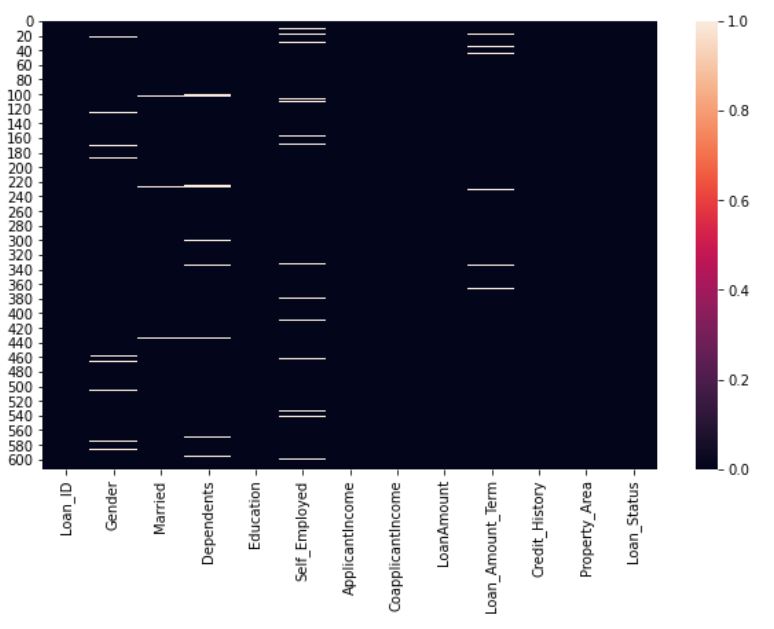 0
20
40
60
80
100
120
140
160
180
200
220
240
260
280
300
320
340
360
380
400
420
440
460
480
500
520
540
560
580
600
Loan_ID
Gender
Married
Dependents
Education
Self_Employed
ApplicantIncome
CoapplicantIncome
LoanAmount
Loan_Amount_Term
Credit_History
Property_Area
Loan_Status
1.0
0.8
0.6
0.4
0.2
0.0